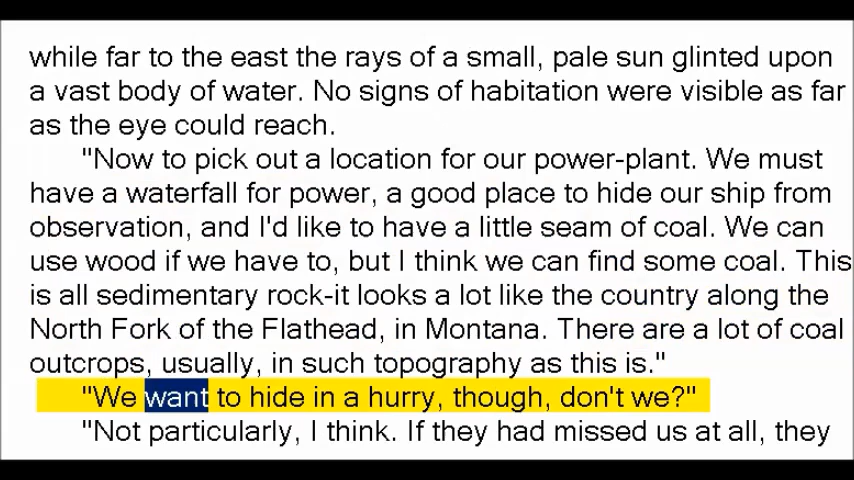 while far to the east the rays of a small, pale sun glinted upon
a vast body of water. No signs of habitation were visible as far
as the eye could reach.
"Now to pick out a location for our power-plant. We must
have a waterfall for power, a good place to hide our ship from
observation, and I'd like to have a little seam of coal. We can
use wood if we have to, but I think we can find some coal. This
is all sedimentary rock-it looks a lot like the country along the
North Fork of the Flathead, in Montana. There are a lot of coal
outcrops, usually, in such topography as this is."
"We want to hide in a hurry, though, don't we?"
"Not particularly, I think. If they had missed us at all, they